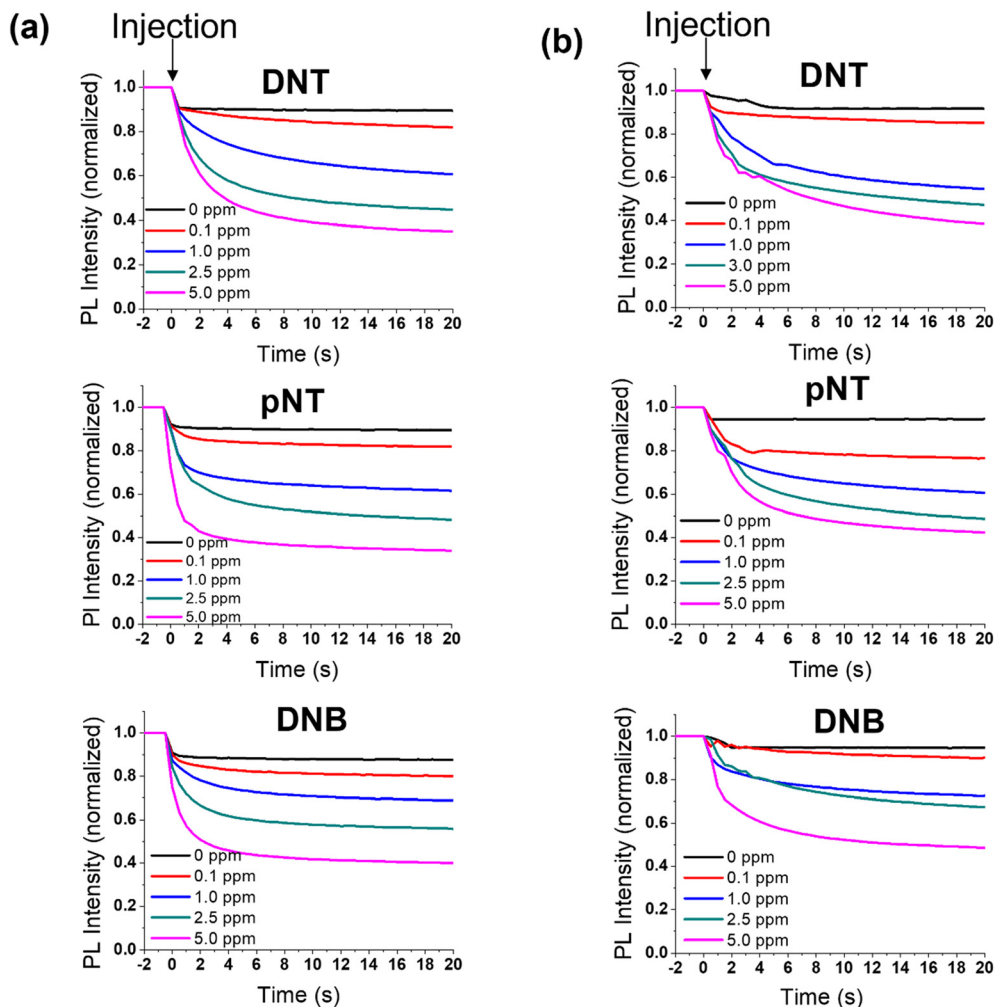 (a)
Injection
DNT
PL Intensity (normalized)
1.0
0.8
0.6
0.4
0.2
0.0
0 ppm
0.1 ppm
1.0 ppm
2.5 ppm
5.0 ppm
-2 0 2 4 6 8 10 12 14 16 18 20
Time (s)
pNT
PI Intensity (normalized)
1.0
0.8
0.6
0.4
0.2
0.0
0 ppm
0.1 ppm
1.0 ppm
2.5 ppm
5.0 ppm
-2 0 2 4 6 8 10 12 14 16 18 20
Time (s)
DNB
PL Intensity (normalized)
1.0
0.8
0.6
0.4
0.2
0.0
0 ppm
0.1 ppm
1.0 ppm
2.5 ppm
5.0 ppm
-2 0 2 4 6 8 10 12 14 16 18 20
Time (s)
(b)
Injection
DNT
PL Intensity (normalized)
1.0
0.8
0.6
0.4
0.2
0.0
0 ppm
0.1 ppm
1.0 ppm
3.0 ppm
5.0 ppm
-2 0 2 4 6 8 10 12 14 16 18 20
Time (s)
pNT
PL Intensity (normalized)
1.0
0.8
0.6
0.4
0.2
0.0
0 ppm
0.1 ppm
1.0 ppm
2.5 ppm
5.0 ppm
-2 0 2 4 6 8 10 12 14 16 18 20
Time (s)
DNB
PL Intensity (normalized)
1.0
0.8
0.6
0.4
0.2
0.0
0 ppm
0.1 ppm
1.0 ppm
2.5 ppm
5.0 ppm
-2 0 2 4 6 8 10 12 14 16 18 20
Time (s)